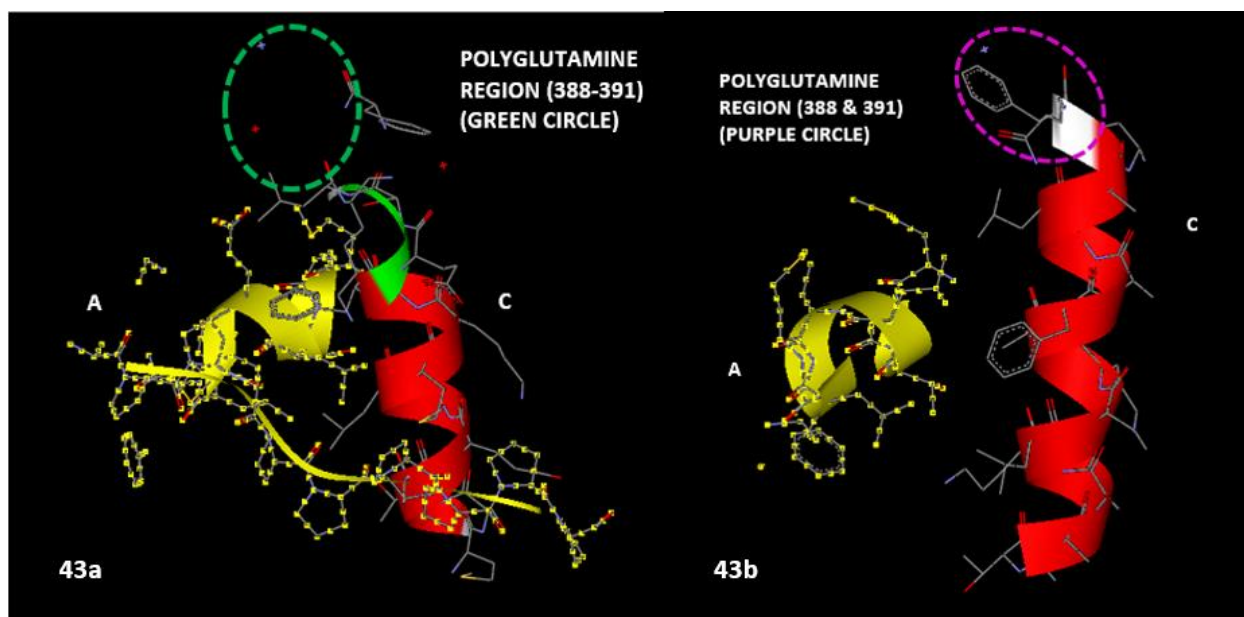 POLYGLUTAMINE
REGION (388-391)
(GREEN CIRCLE)
A
C
43a
POLYGLUTAMINE
REGION (388 & 391)
(PURPLE CIRCLE)
C
A
43b